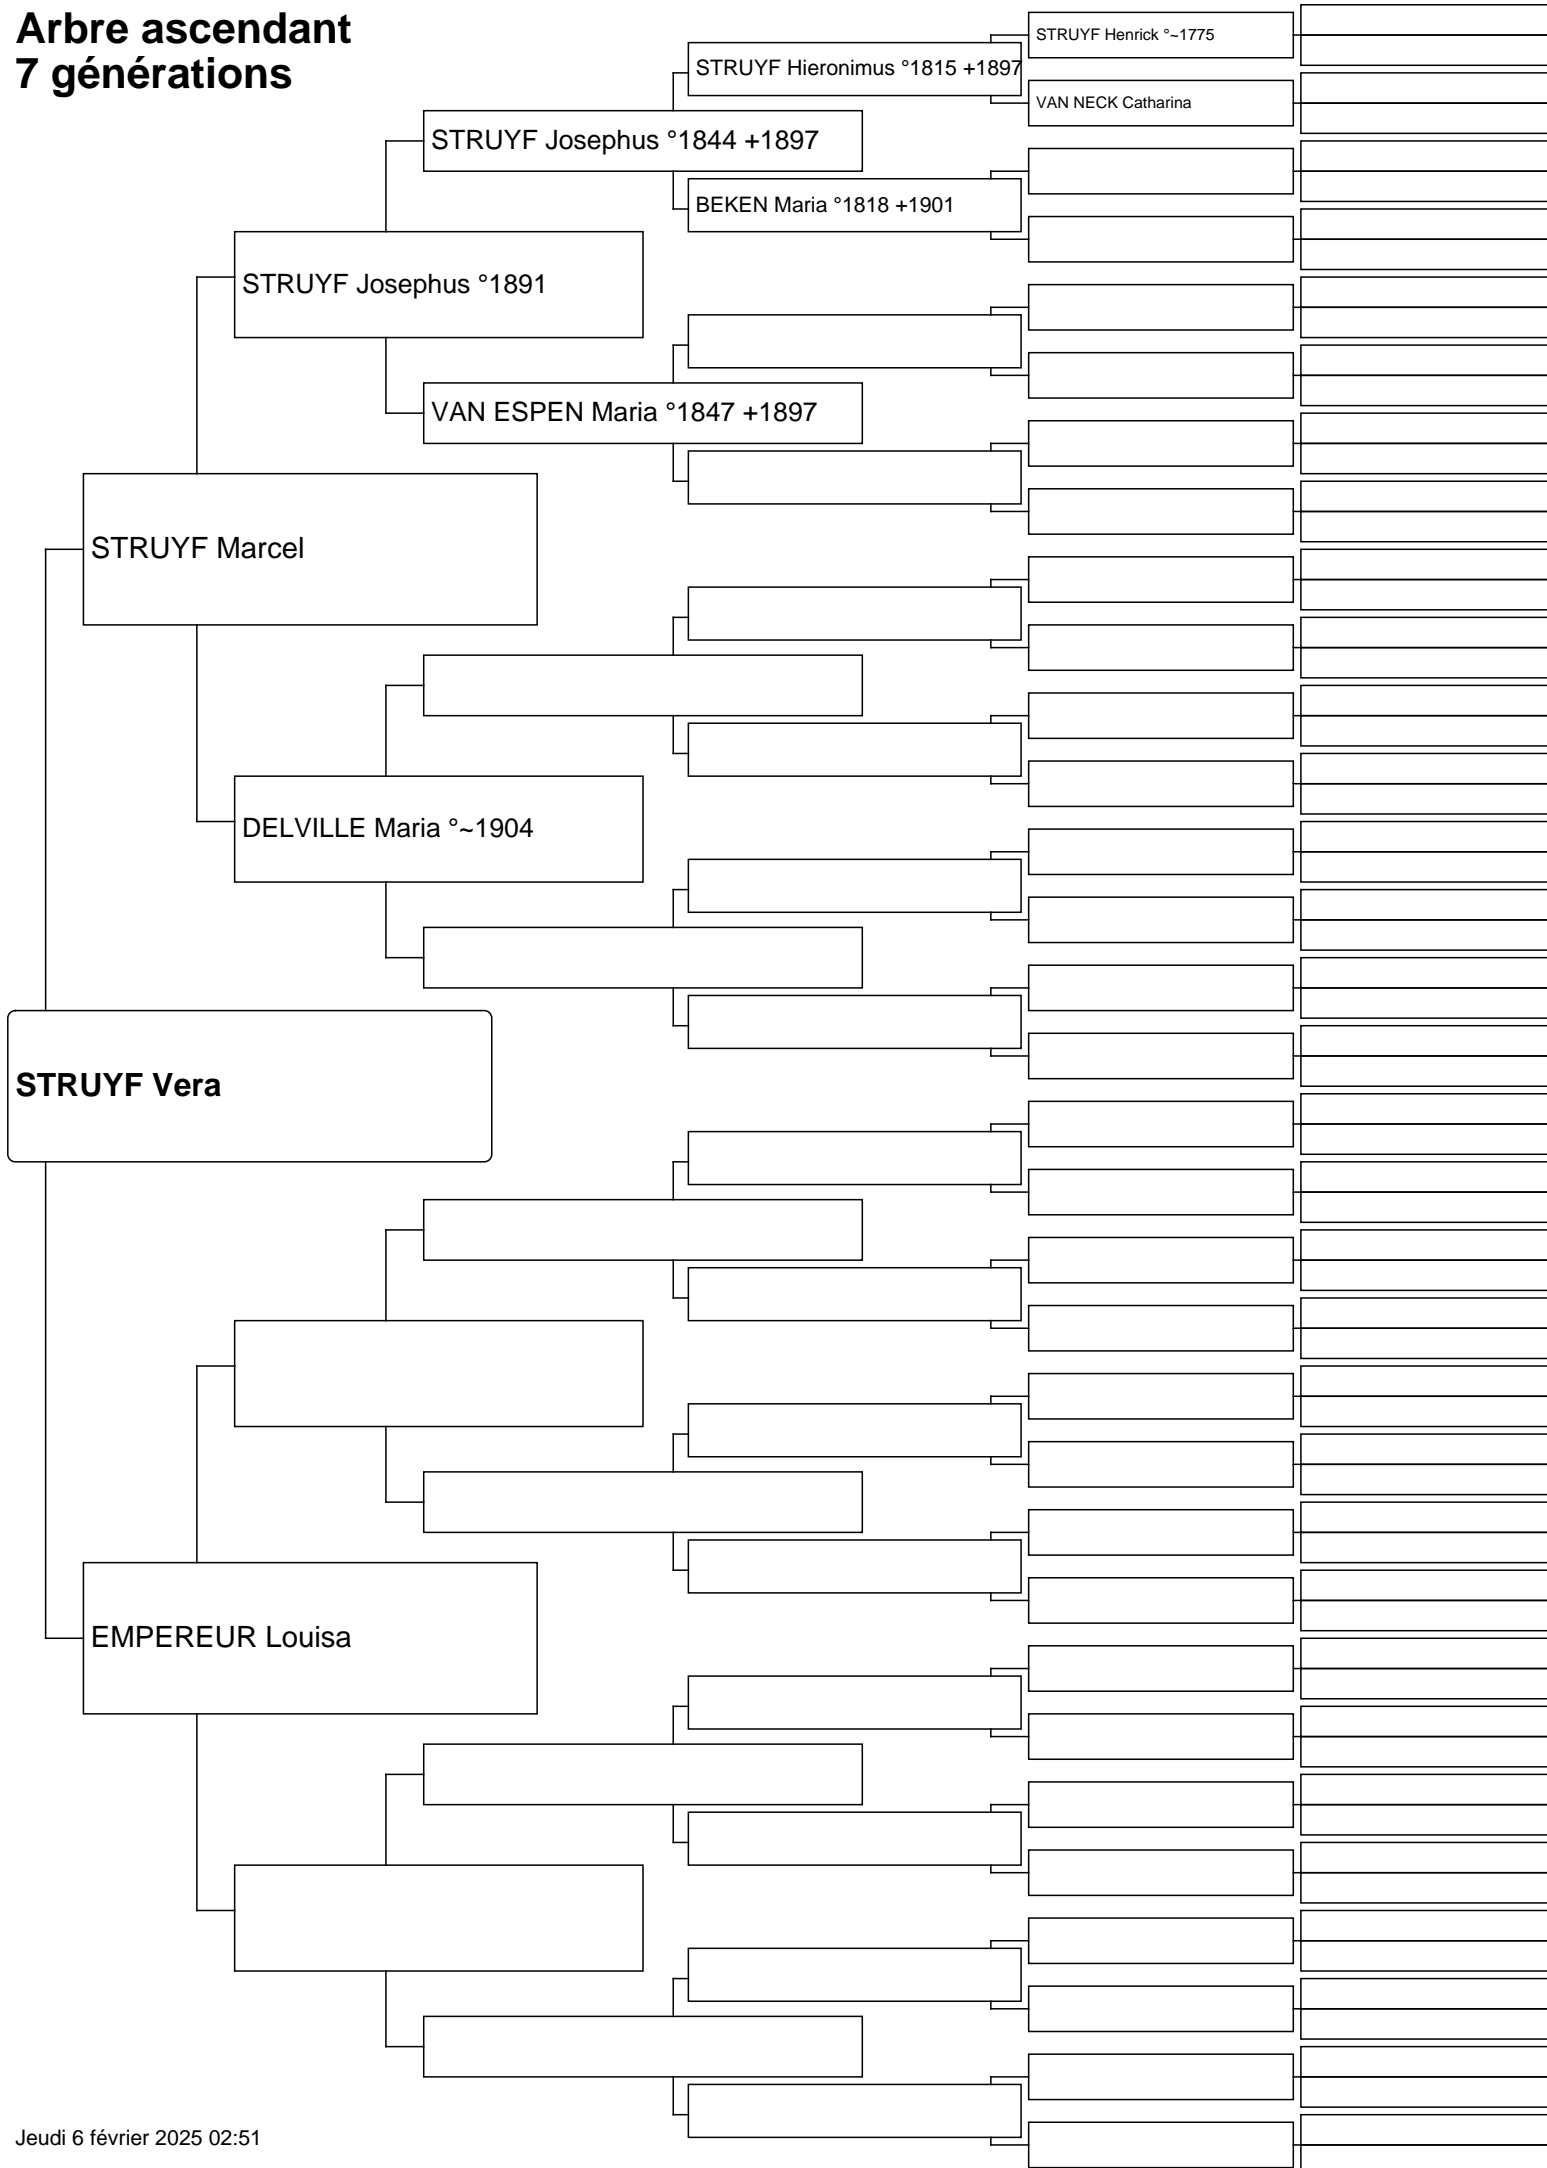 Arbre ascendant
7 générations
STRUYF Henrick °~1775
STRUYF Hieronimus °1815 +1897
VAN NECK Catharina
STRUYF Josephus °1844 +1897
BEKEN Maria °1818 +1901
STRUYF Josephus °1891
VAN ESPEN Maria °1847 +1897
STRUYF Marcel
DELVILLE Maria °~1904
STRUYF Vera
EMPEREUR Louisa
Jeudi 6 février 2025 02:51